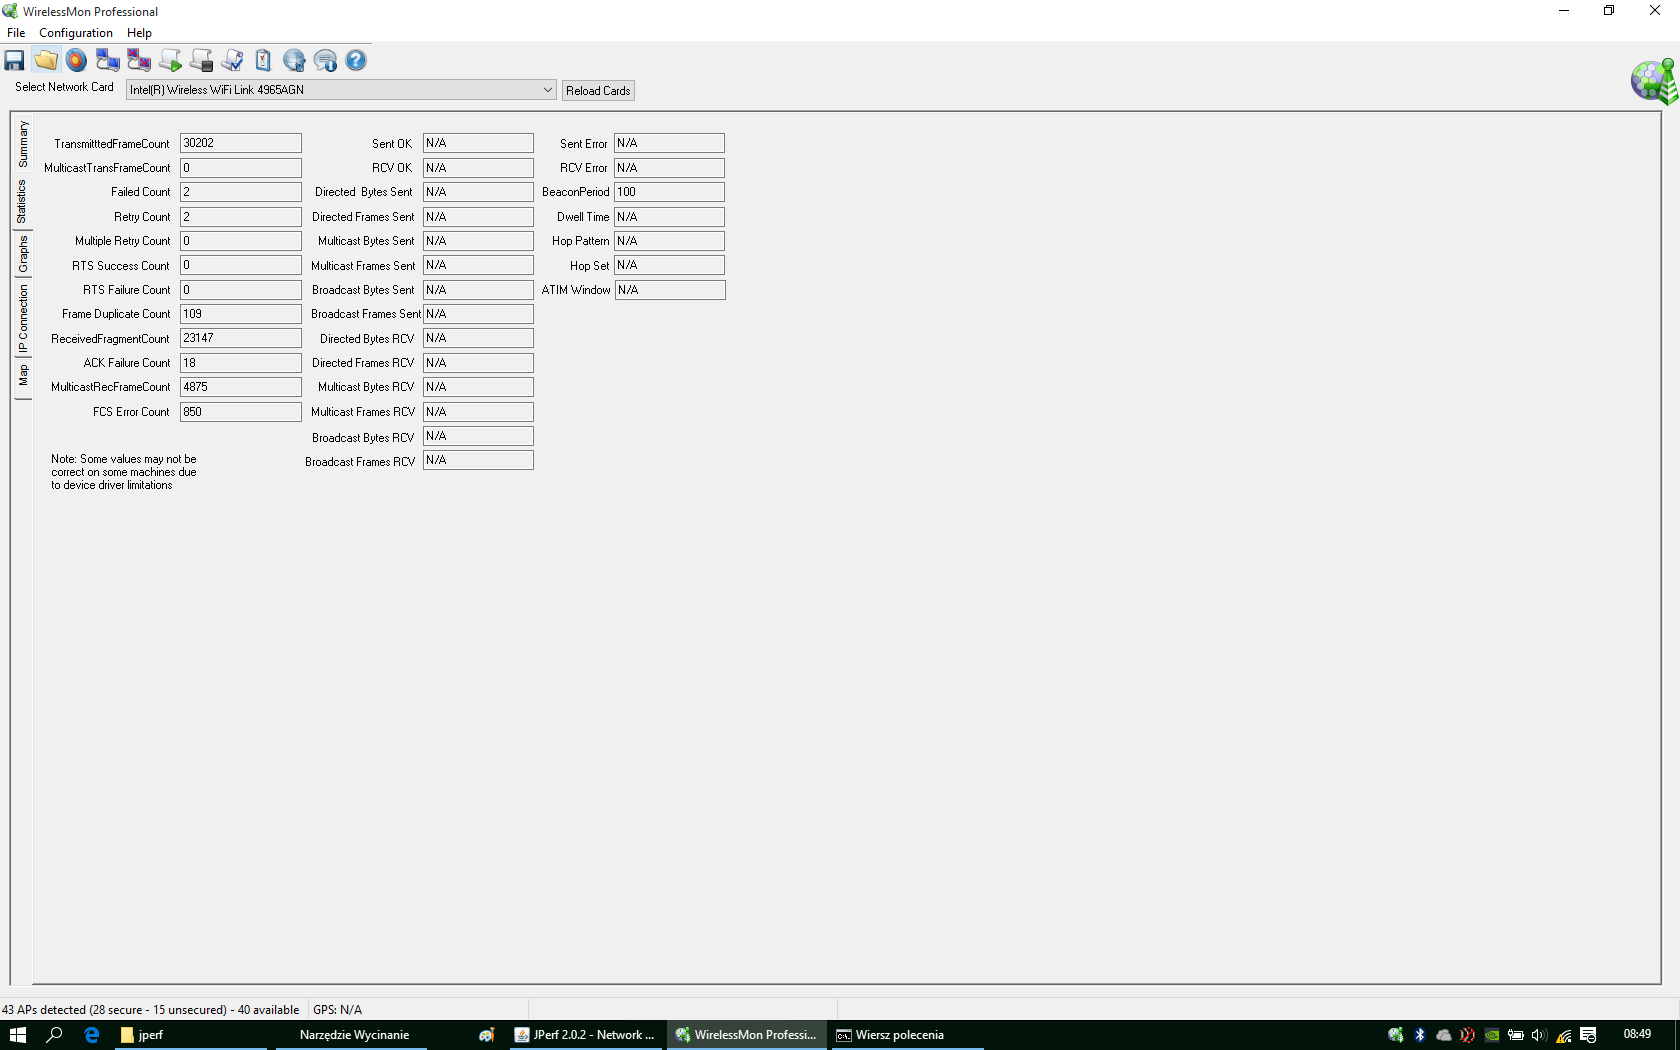 WirelessMon Professional
File Configuration Help
Select Network Card Intel(R) Wireless WiFi Link 4965AGN Reload Cards
Summary
Statistics
Graphs
IP Connection
Map
TransmitttedFrameCount 30202 Sent OK N/A Sent Error N/A
MulticastTransFrameCount 0 RCV OK N/A RCV Error N/A
Failed Count 2 Directed Bytes Sent N/A BeaconPeriod 100
Retry Count 2 Directed Frames Sent N/A Dwell Time N/A
Multiple Retry Count 0 Multicast Bytes Sent N/A Hop Pattern N/A
RTS Success Count 0 Multicast Frames Sent N/A Hop Set N/A
RTS Failure Count 0 Broadcast Bytes Sent N/A ATIM Window N/A
Frame Duplicate Count 109 Broadcast Frames Sent N/A
ReceivedFragmentCount 23147 Directed Bytes RCV N/A
ACK Failure Count 18 Directed Frames RCV N/A
MulticastRecFrameCount 4875 Multicast Bytes RCV N/A
FCS Error Count 850 Multicast Frames RCV N/A
Broadcast Bytes RCV N/A
Broadcast Frames RCV N/A
Note: Some values may not be
correct on some machines due
to device driver limitations
43 APs detected (28 secure - 15 unsecured) - 40 available GPS: N/A
jperf Narzędzie Wycinanie JPerf 2.0.2 - Network ... WirelessMon Professi... Wiersz polecenia 08:49